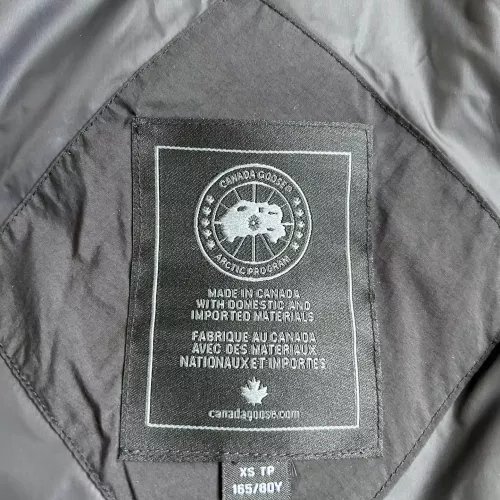 CANADA GOOSE®
ARCTIC PROGRAM
MADE IN CANADA
WITH DOMESTIC AND
IMPORTED MATERIALS
FABRIQUE AU CANADA
AVEC DES MATERIAUX
NATIONAUX ET IMPORTES
canadagoose.com
XS TP
165/80Y